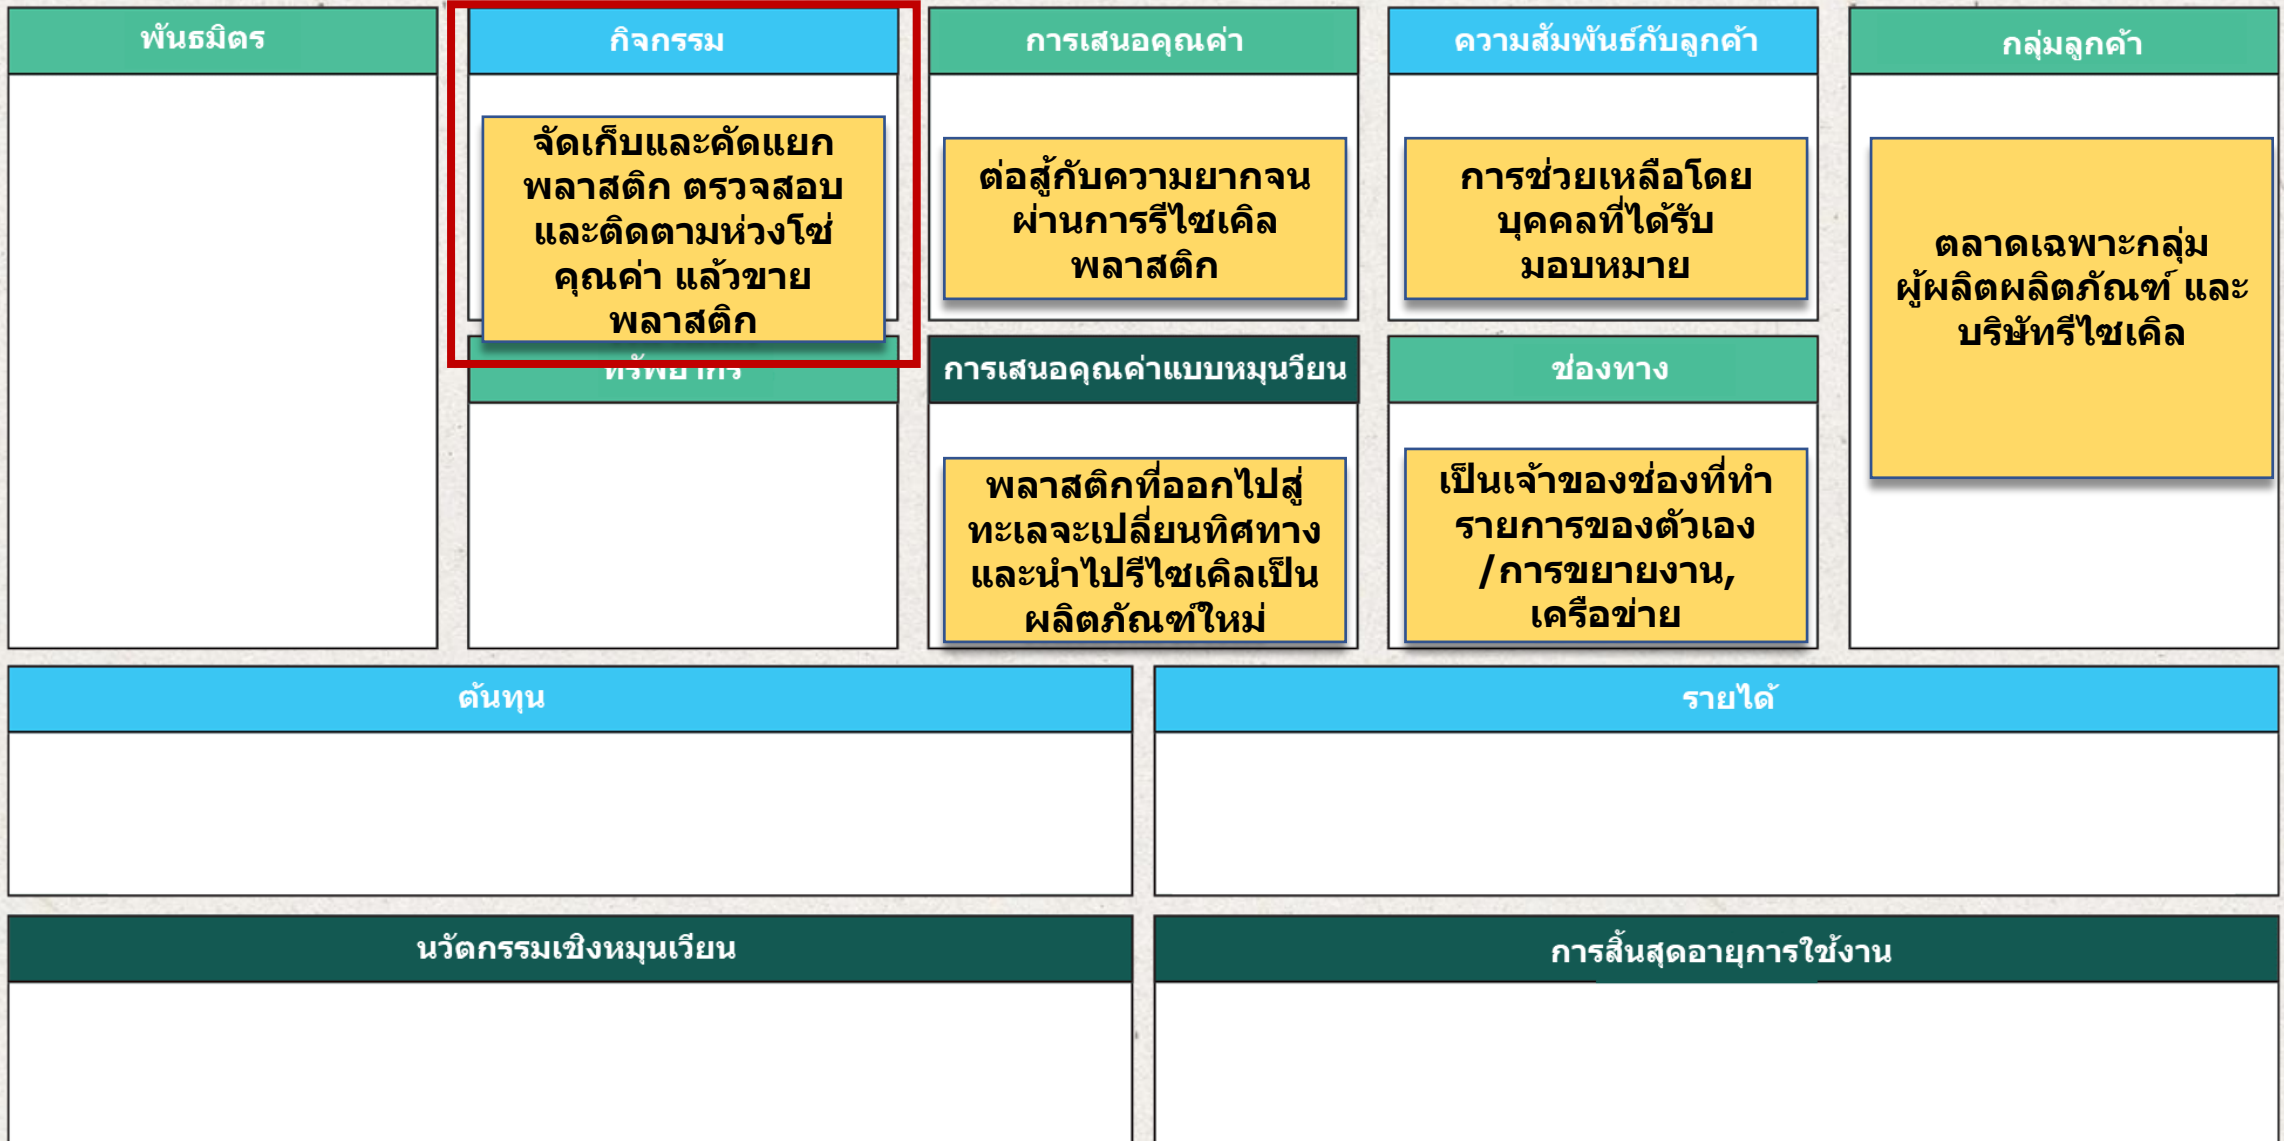 พันธมิตร
กิจกรรม
จัดเก็บและคัดแยก
พลาสติก ตรวจสอบ
และติดตามห่วงโซ่
คุณค่า แล้วขาย
พลาสติก
ทรัพยากร
การเสนอคุณค่า
ต่อสู้กับความยากจน
ผ่านการรีไซเคิล
พลาสติก
การเสนอคุณค่าแบบหมุนวียน
พลาสติกที่ออกไปสู่
ทะเลจะเปลี่ยนทิศทาง
และนำไปรีไซเคิลเป็น
ผลิตภัณฑ์ใหม่
ความสัมพันธ์กับลูกค้า
การช่วยเหลือโดย
บุคคลที่ได้รับ
มอบหมาย
ช่องทาง
เป็นเจ้าของช่องที่ทำ
รายการของตัวเอง
/การขยายงาน,
เครือข่าย
กลุ่มลูกค้า
ตลาดเฉพาะกลุ่ม
ผู้ผลิตผลิตภัณฑ์ และ
บริษัทรีไซเคิล
ต้นทุน
รายได้
นวัตกรรมเชิงหมุนเวียน
การสิ้นสุดอายุการใช้งาน